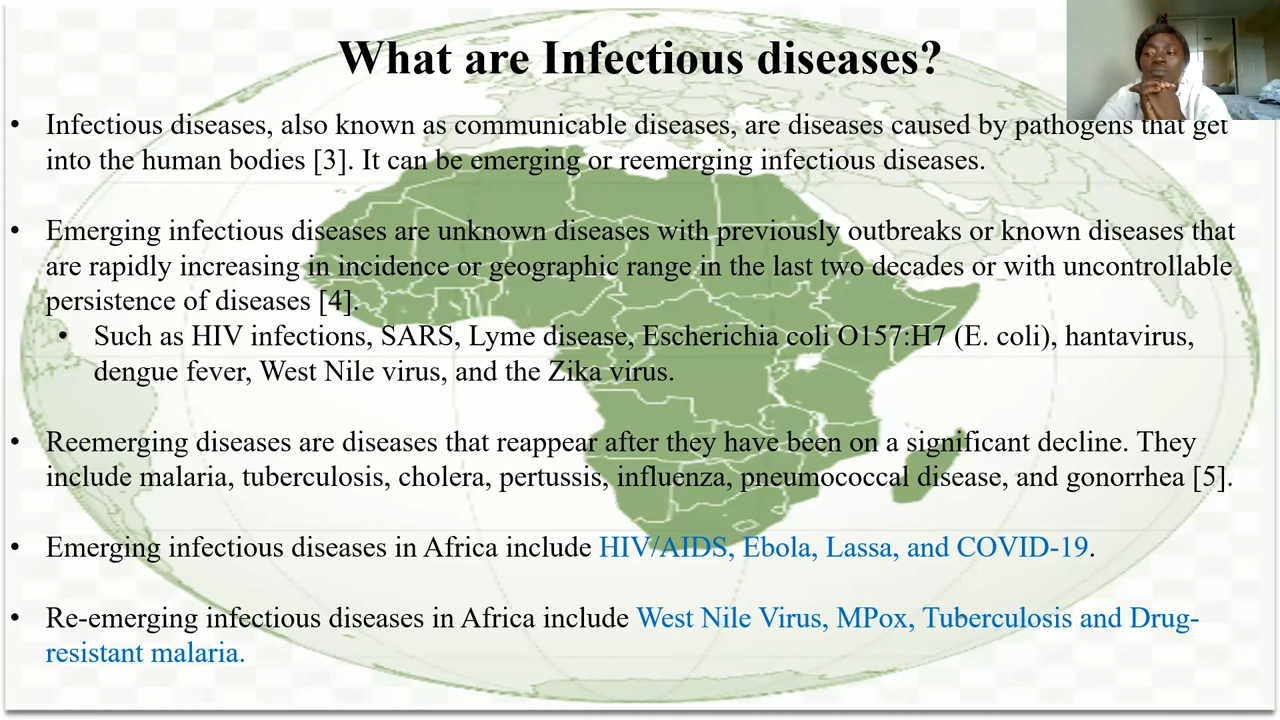 What are Infectious diseases?
• Infectious diseases, also known as communicable diseases, are diseases caused by pathogens that get
into the human bodies [3]. It can be emerging or reemerging infectious diseases.
• Emerging infectious diseases are unknown diseases with previously outbreaks or known diseases that
are rapidly increasing in incidence or geographic range in the last two decades or with uncontrollable
persistence of diseases [4].
• Such as HIV infections, SARS, Lyme disease, Escherichia coli O157:H7 (E. coli), hantavirus,
dengue fever, West Nile virus, and the Zika virus.
• Reemerging diseases are diseases that reappear after they have been on a significant decline. They
include malaria, tuberculosis, cholera, pertussis, influenza, pneumococcal disease, and gonorrhea [5].
• Emerging infectious diseases in Africa include HIV/AIDS, Ebola, Lassa, and COVID-19.
• Re-emerging infectious diseases in Africa include West Nile Virus, MPox, Tuberculosis and Drug-
resistant malaria.